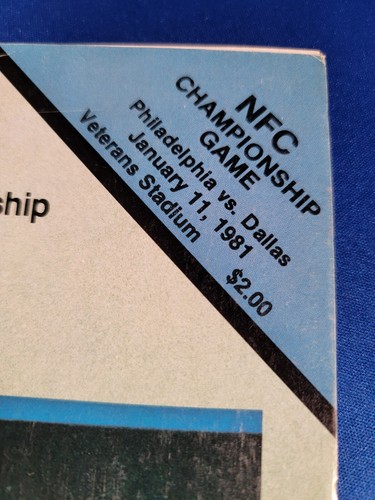 NFC
CHAMPIONSHIP
GAME
Philadelphia vs. Dallas
January 11, 1981
Veterans Stadium
$2.00
ship